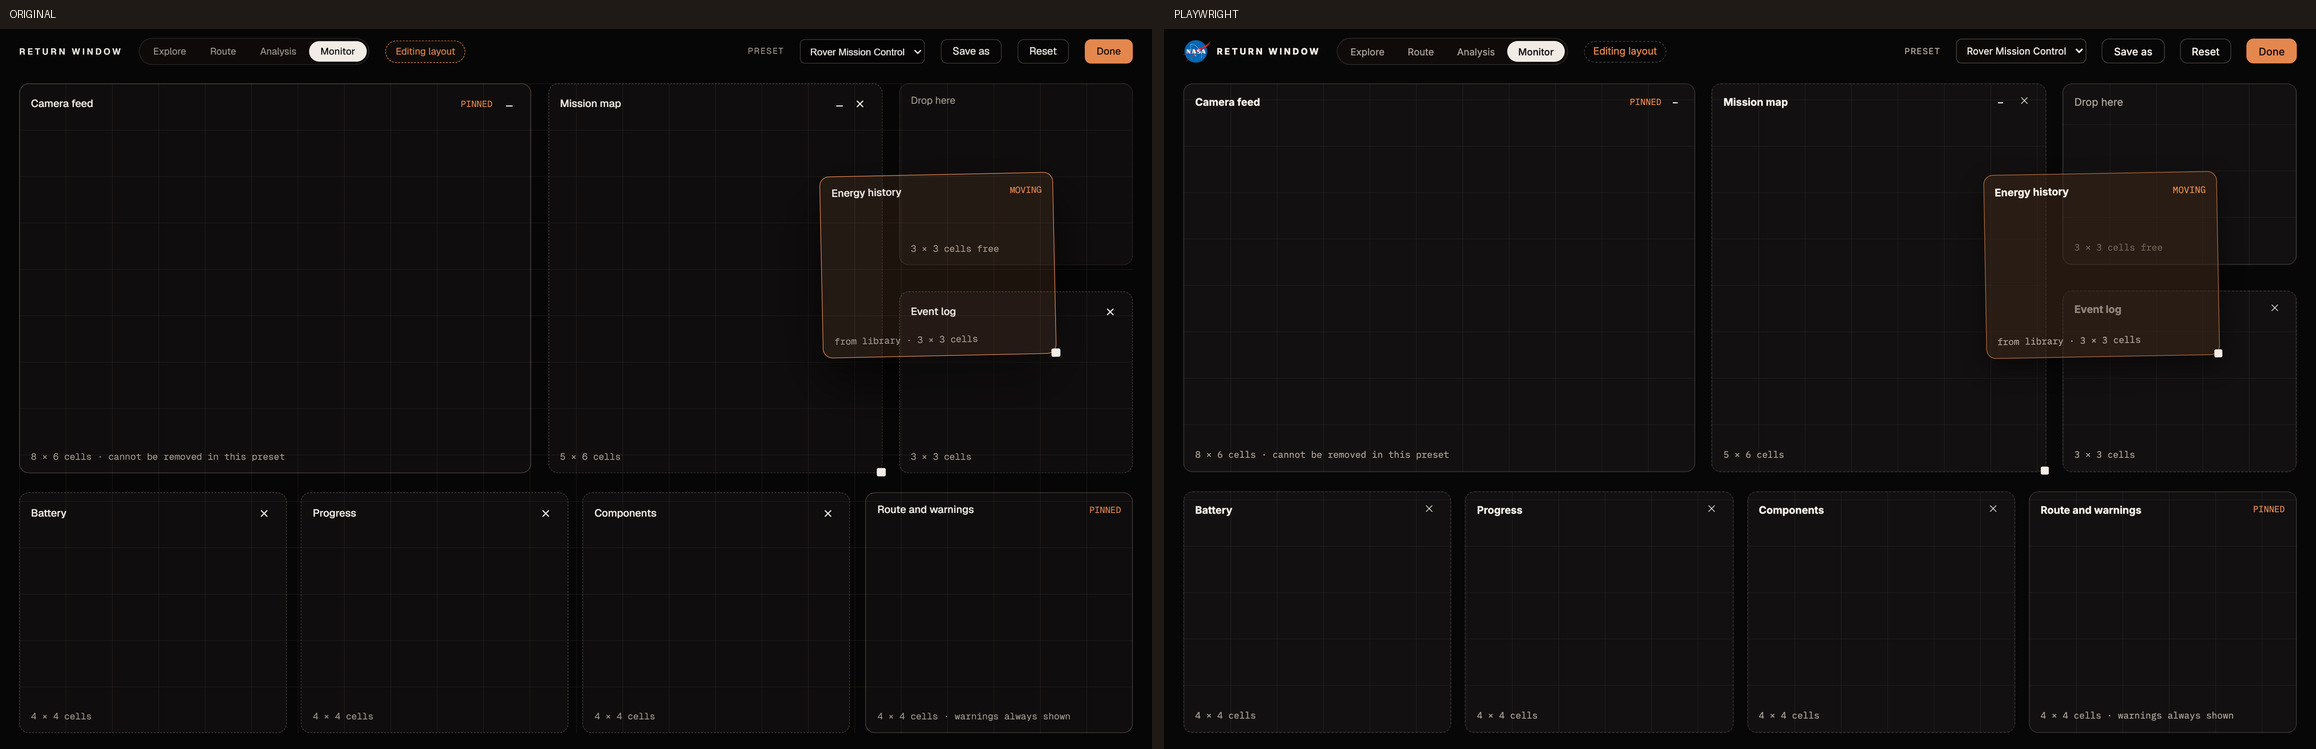 ORIGINAL
RETURN WINDOW Explore Route Analysis Monitor Editing layout PRESET Rover Mission Control Save as Reset Done
Camera feed PINNED – Mission map – × Drop here
Energy history MOVING
3 × 3 cells free
Event log ×
from library · 3 × 3 cells
8 × 6 cells · cannot be removed in this preset 5 × 6 cells 3 × 3 cells
Battery × Progress × Components × Route and warnings PINNED
4 × 4 cells 4 × 4 cells 4 × 4 cells 4 × 4 cells · warnings always shown
PLAYWRIGHT
NASA RETURN WINDOW Explore Route Analysis Monitor Editing layout PRESET Rover Mission Control Save as Reset Done
Camera feed PINNED – Mission map – × Drop here
Energy history MOVING
3 × 3 cells free
Event log ×
from library · 3 × 3 cells
8 × 6 cells · cannot be removed in this preset 5 × 6 cells 3 × 3 cells
Battery × Progress × Components × Route and warnings PINNED
4 × 4 cells 4 × 4 cells 4 × 4 cells 4 × 4 cells · warnings always shown